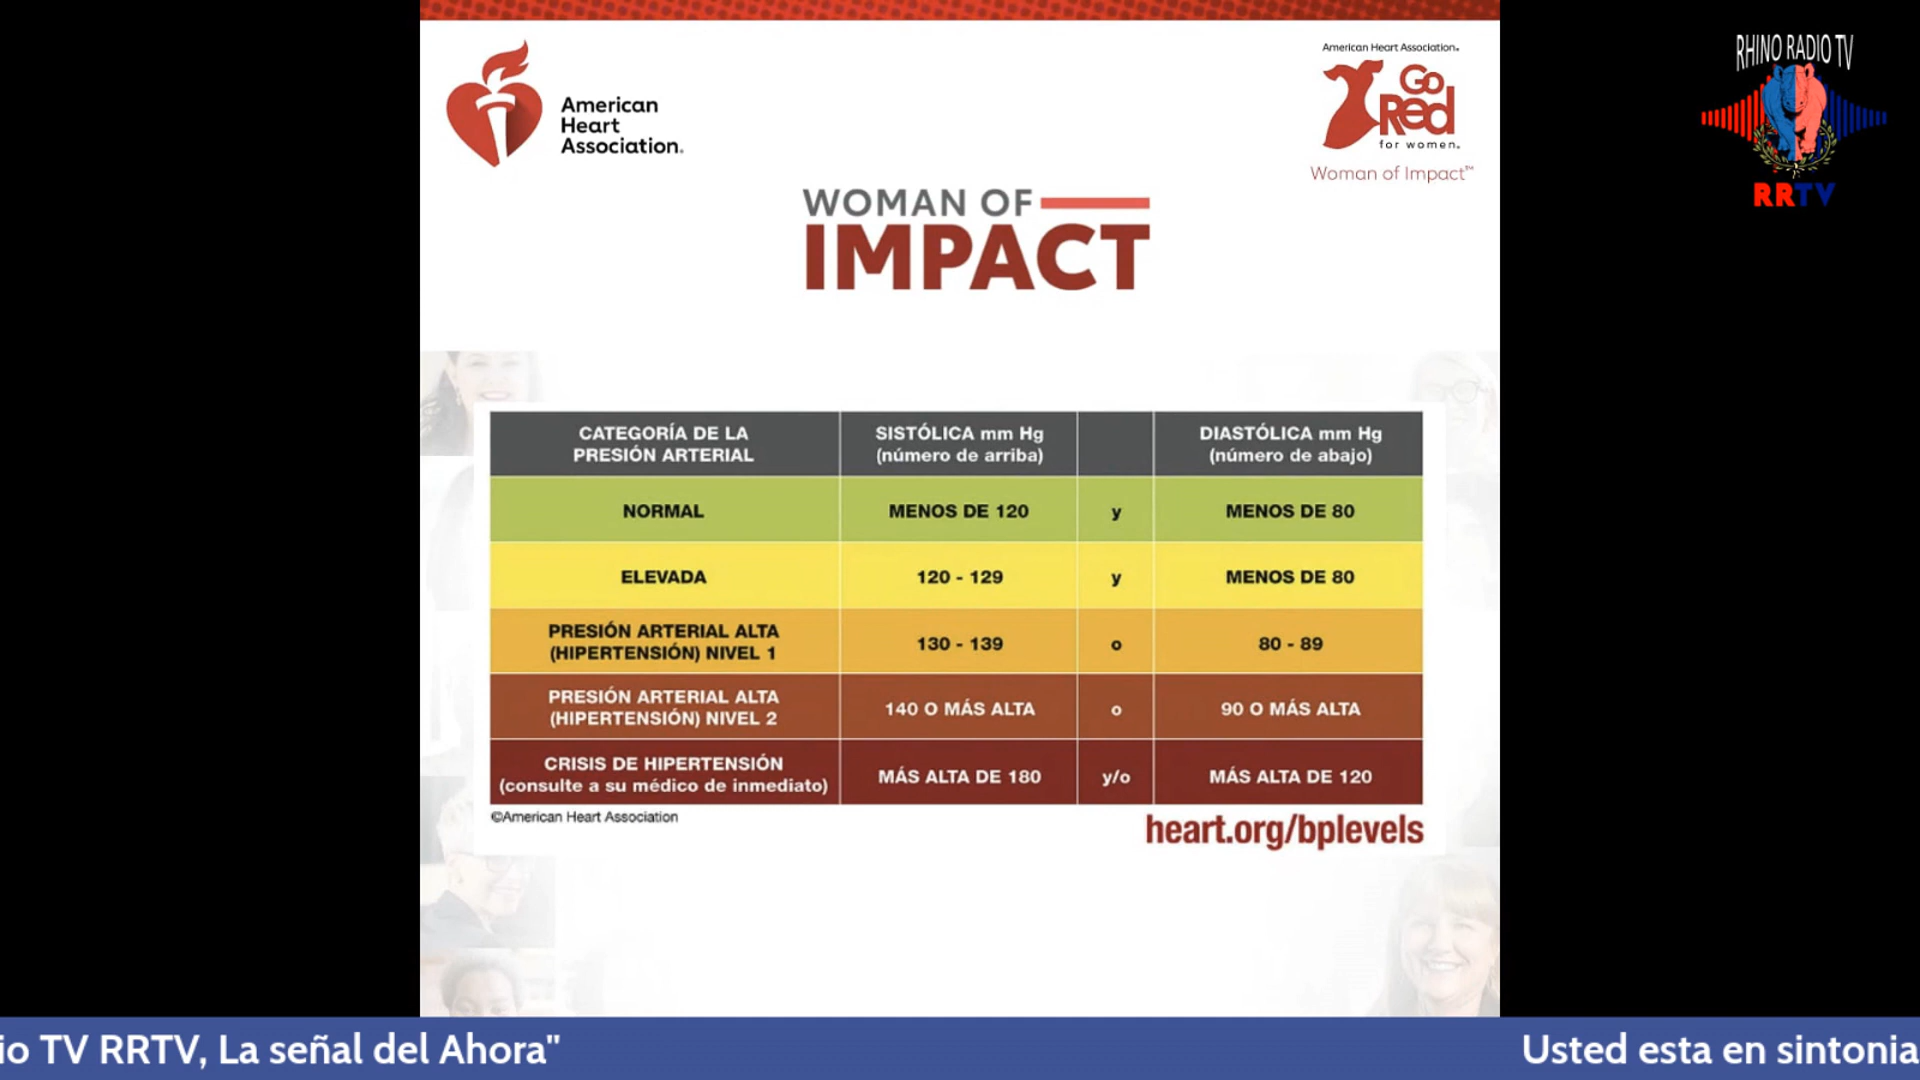 American Heart Association.
Go
Red
for women.
Woman of Impact™
RHINO RADIO TV
RRTV
American
Heart
Association.
WOMAN OF
IMPACT
CATEGORÍA DE LA
PRESIÓN ARTERIAL
SISTÓLICA mm Hg
(número de arriba)
DIASTÓLICA mm Hg
(número de abajo)
NORMAL
MENOS DE 120
y
MENOS DE 80
ELEVADA
120 - 129
y
MENOS DE 80
PRESIÓN ARTERIAL ALTA
(HIPERTENSIÓN) NIVEL 1
130 - 139
o
80 - 89
PRESIÓN ARTERIAL ALTA
(HIPERTENSIÓN) NIVEL 2
140 O MÁS ALTA
o
90 O MÁS ALTA
CRISIS DE HIPERTENSIÓN
(consulte a su médico de inmediato)
MÁS ALTA DE 180
y/o
MÁS ALTA DE 120
©American Heart Association
heart.org/bplevels
io TV RRTV, La señal del Ahora"
Usted esta en sintonia